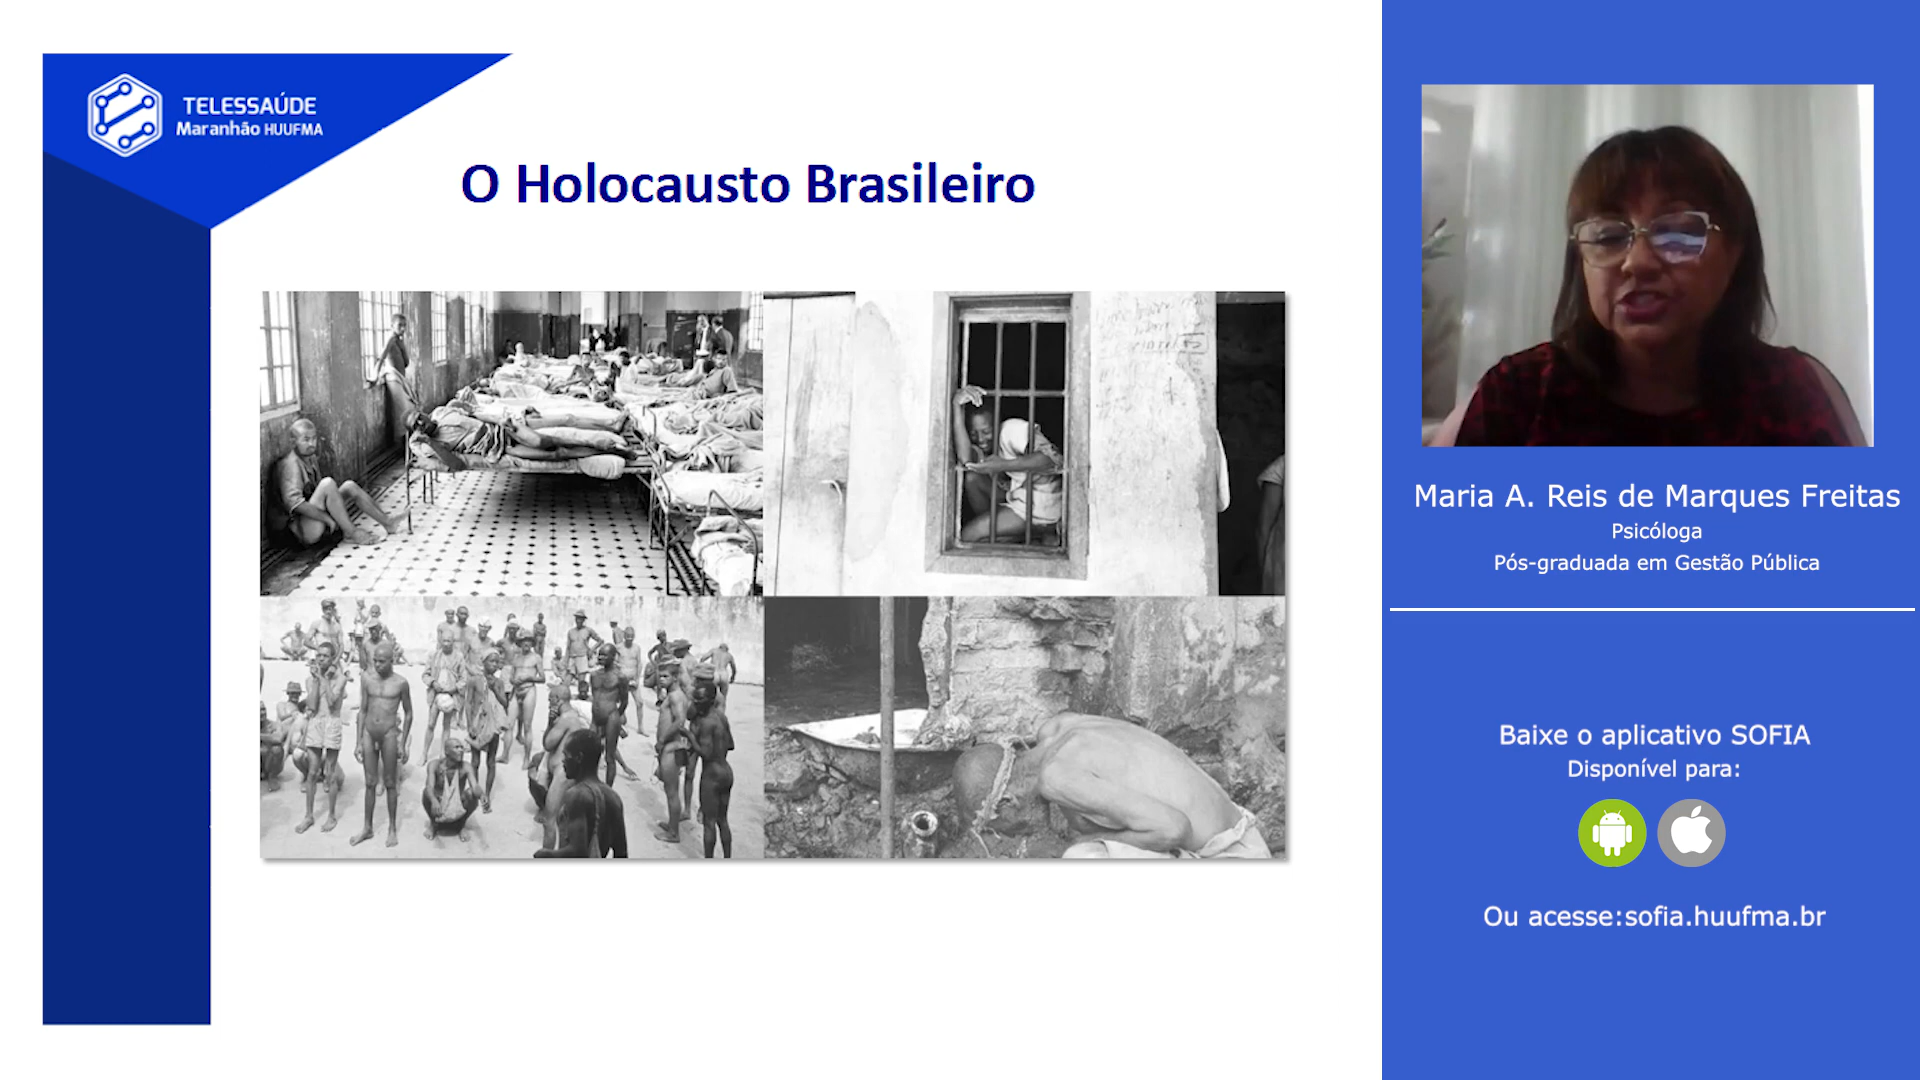 TELESSAÚDE
Maranhão HUUFMA
O Holocausto Brasileiro
Maria A. Reis de Marques Freitas
Psicóloga
Pós-graduada em Gestão Pública
Baixe o aplicativo SOFIA
Disponível para:
Ou acesse:sofia.huufma.br